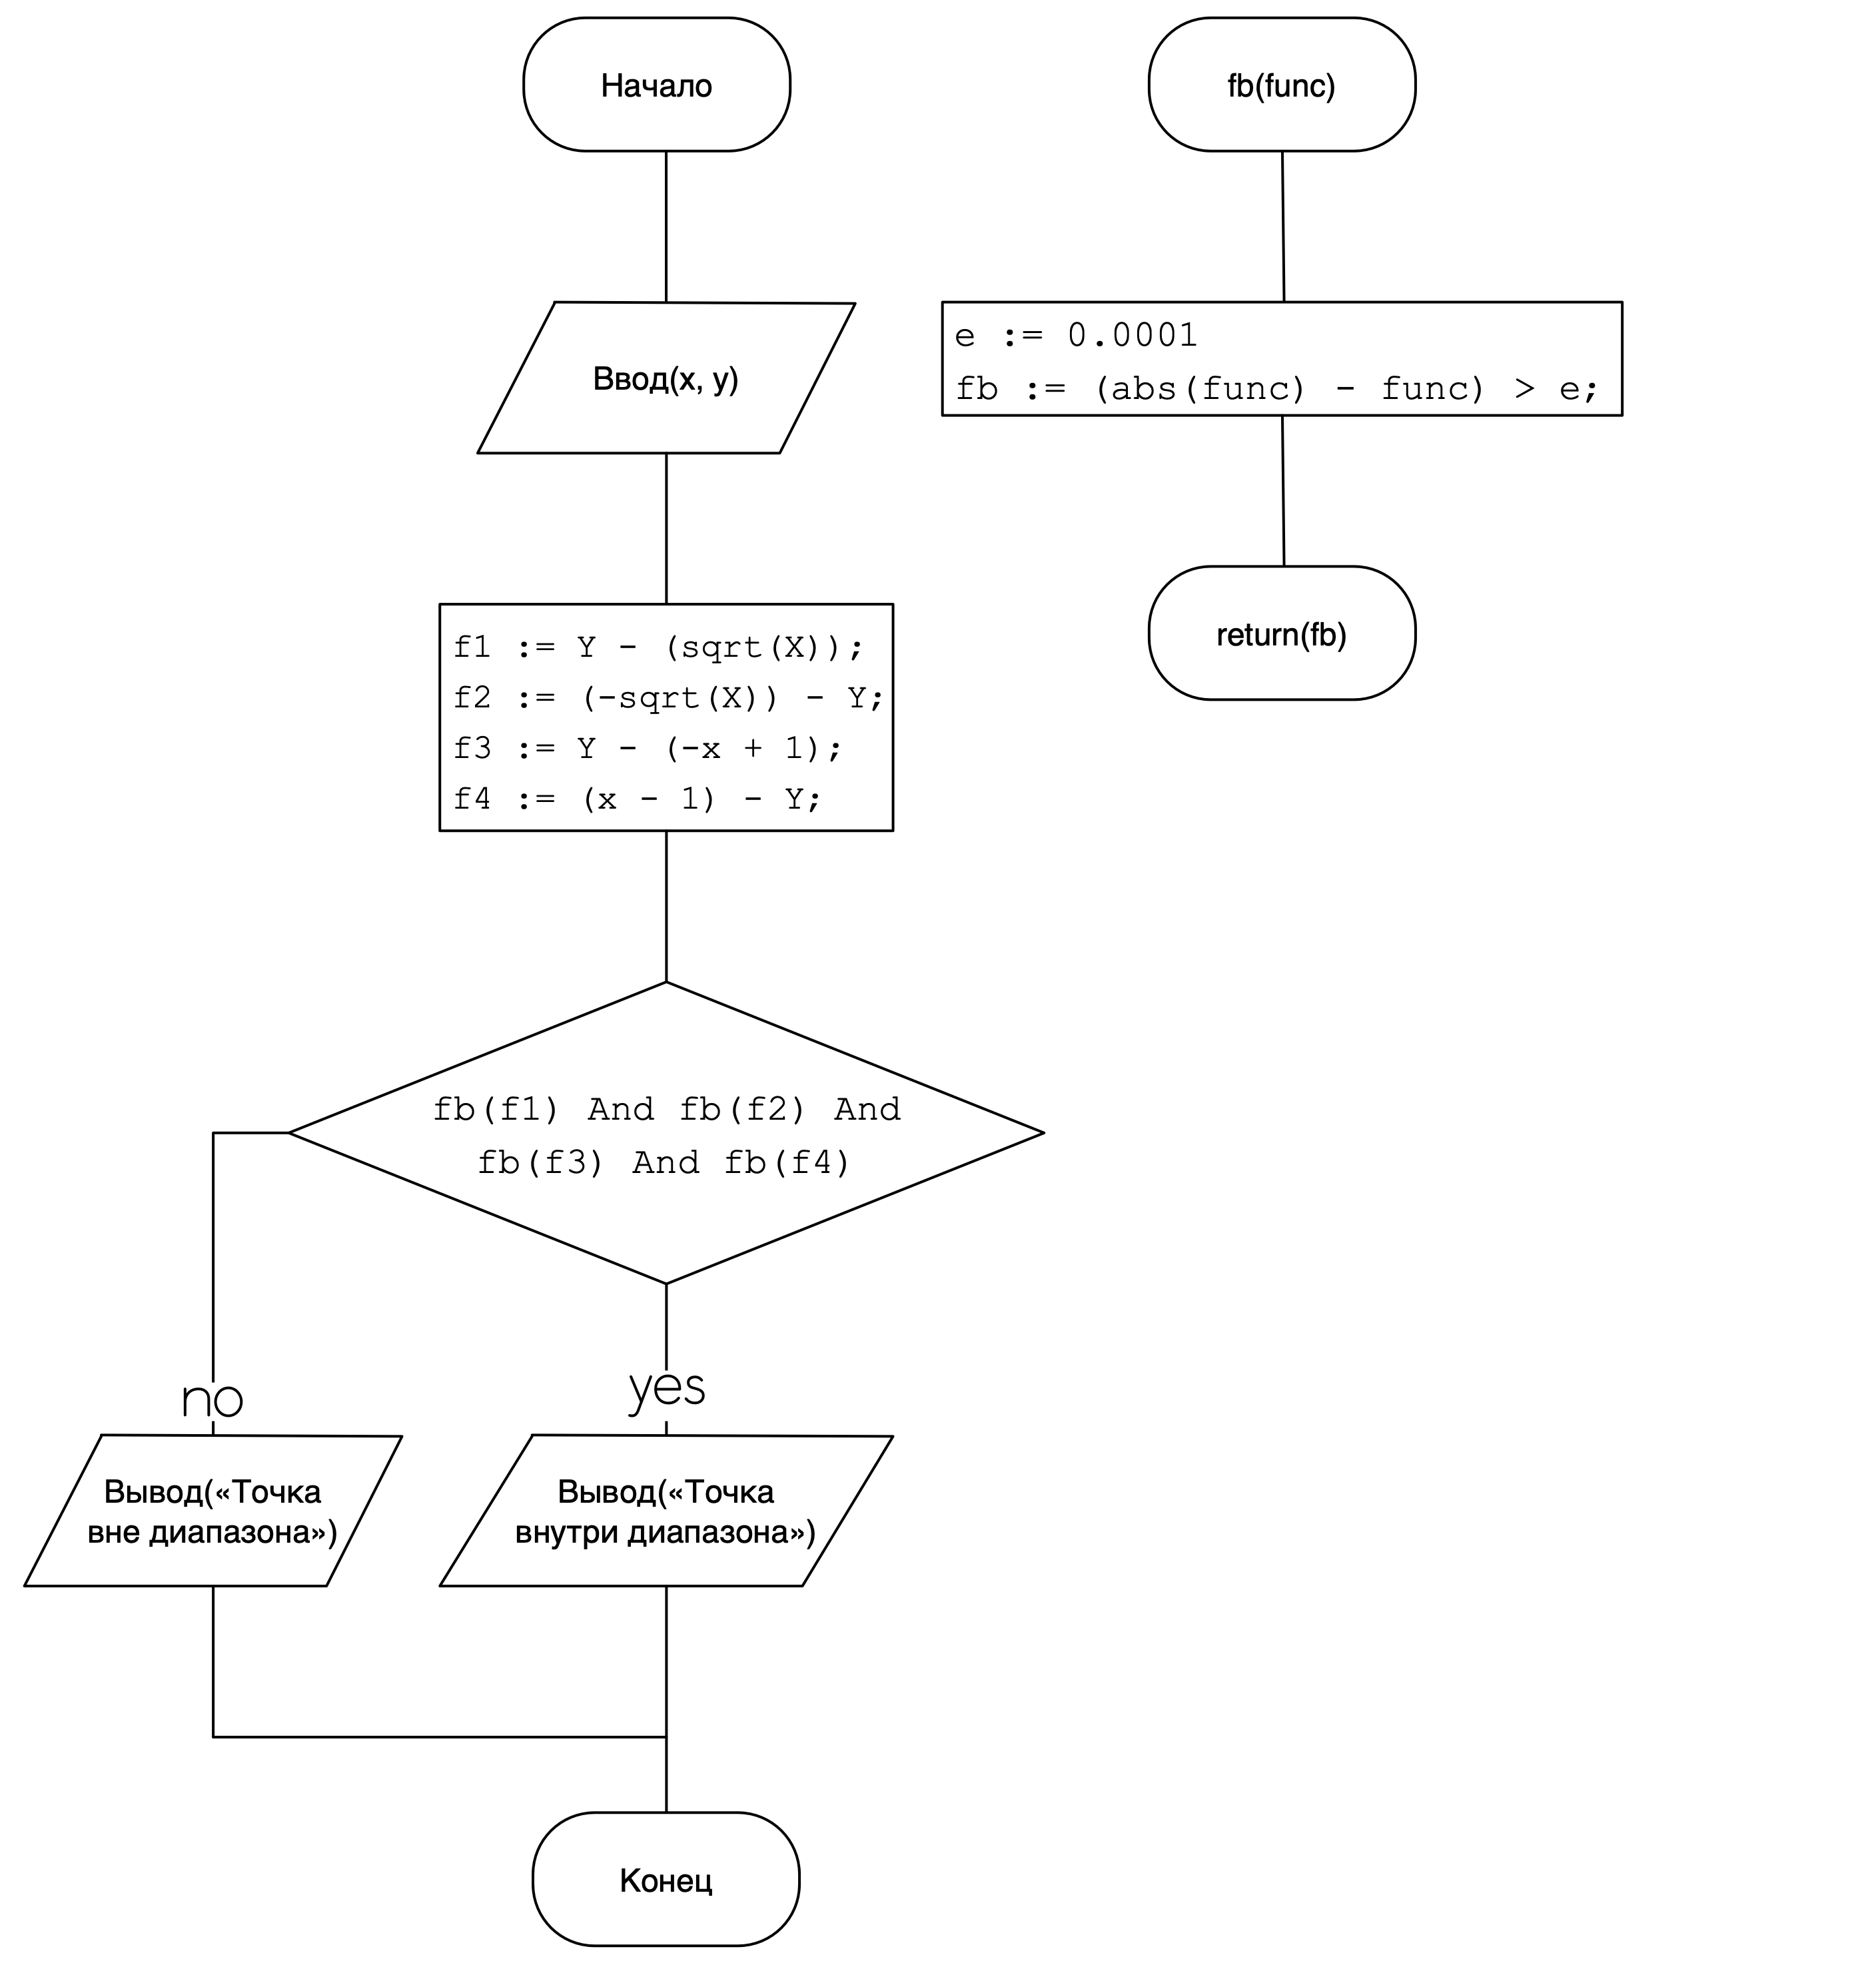 Начало
Ввод(x, y)
f1 := Y - (sqrt(X));
f2 := (-sqrt(X)) - Y;
f3 := Y - (-x + 1);
f4 := (x - 1) - Y;
fb(f1) And fb(f2) And
fb(f3) And fb(f4)
no
yes
Вывод(«Точка
вне диапазона»)
Вывод(«Точка
внутри диапазона»)
Конец
fb(func)
e := 0.0001
fb := (abs(func) - func) > e;
return(fb)